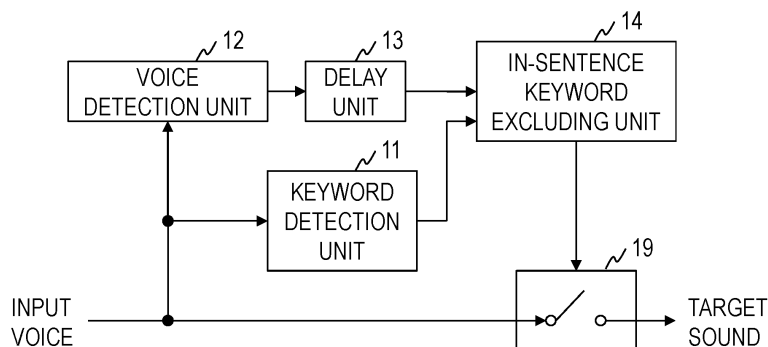 12
VOICE
DETECTION UNIT
13
DELAY
UNIT
14
IN-SENTENCE
KEYWORD
EXCLUDING UNIT
11
KEYWORD
DETECTION
UNIT
19
INPUT
VOICE
TARGET
SOUND